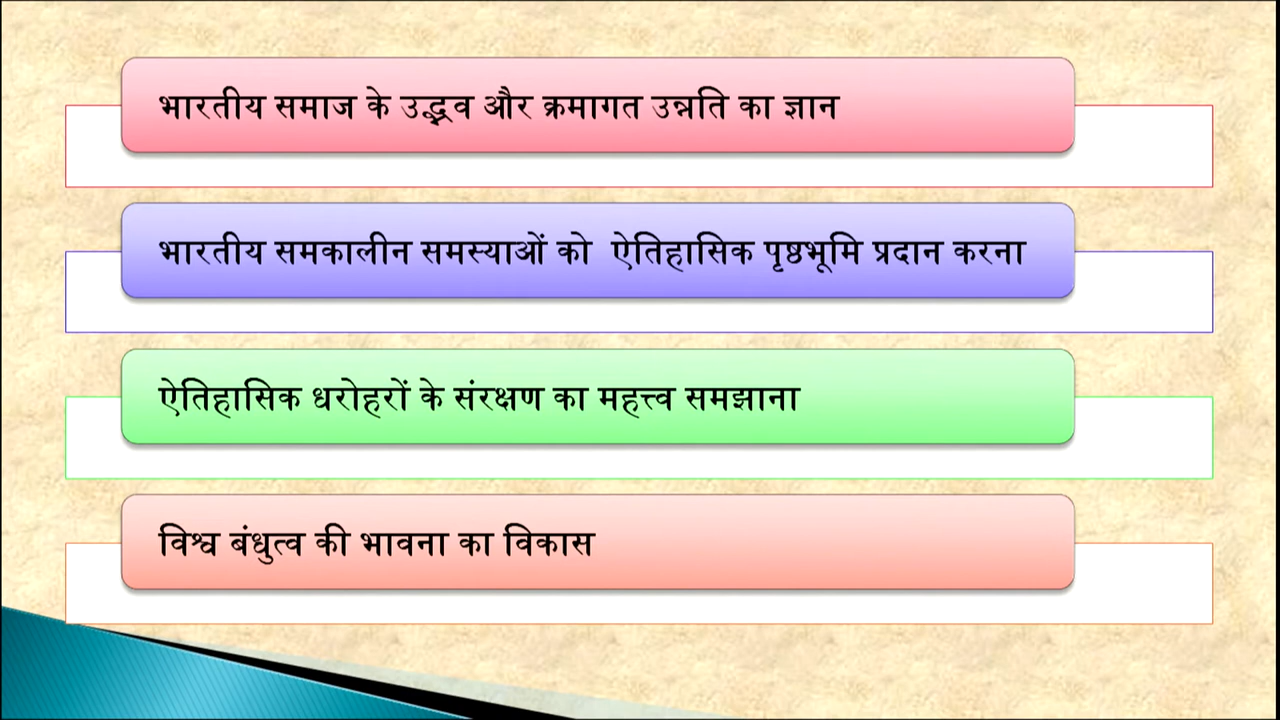 भारतीय समाज के उद्भव और क्रमागत उन्नति का ज्ञान
भारतीय समकालीन समस्याओं को ऐतिहासिक पृष्ठभूमि प्रदान करना
ऐतिहासिक धरोहरों के संरक्षण का महत्त्व समझाना
विश्व बंधुत्व की भावना का विकास